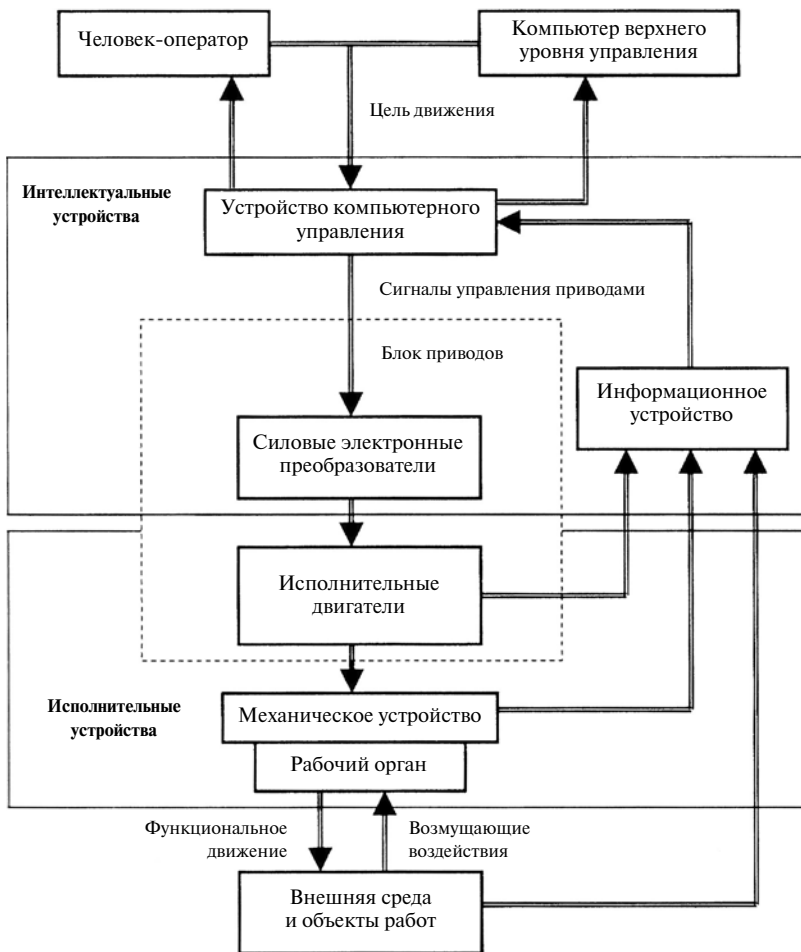 Человек-оператор
Компьютер верхнего
уровня управления
Цель движения
Интеллектуальные
устройства
Устройство компьютерного
управления
Сигналы управления приводами
Блок приводов
Информационное
устройство
Силовые электронные
преобразователи
Исполнительные
двигатели
Исполнительные
устройства
Механическое устройство
Рабочий орган
Функциональное
движение
Возмущающие
воздействия
Внешняя среда
и объекты работ